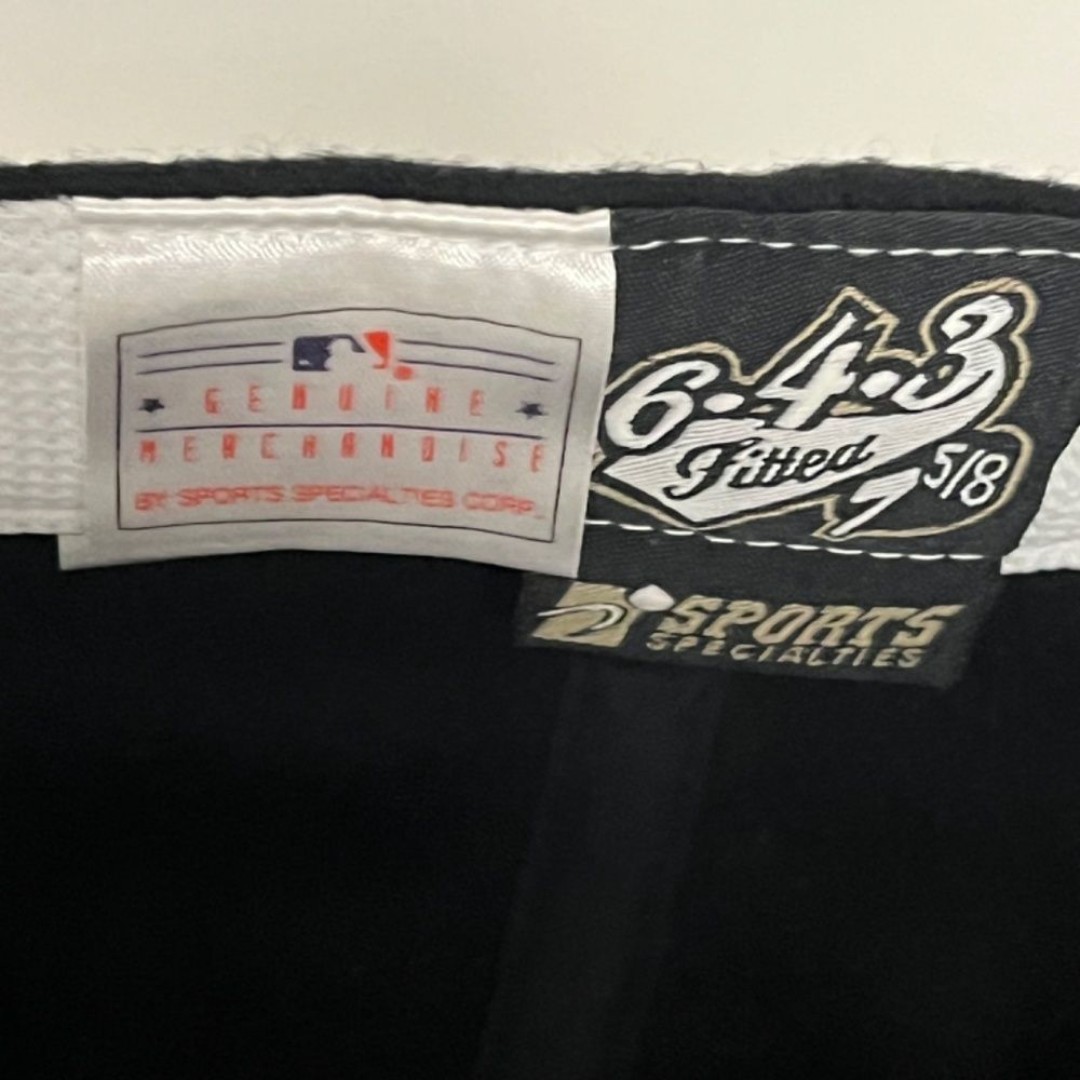 GENUINE
MERCHANDISE
BY SPORTS SPECIALTIES CORP.
6·4·3
Fitted
7 5/8
SPORTS
SPECIALTIES